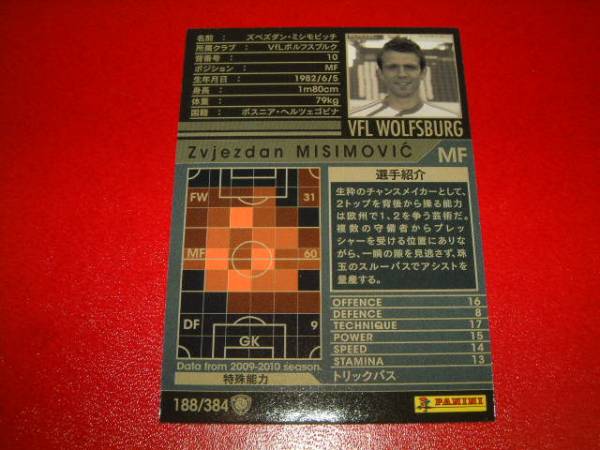 名前 : ズベズダン・ミシモビッチ
所属クラブ : VfLボルフスブルク
背番号 : 10
ポジション : MF
生年月日 : 1982/6/5
身長 : 1m80cm
体重 : 79kg
国籍 : ボスニア・ヘルツェゴビナ
VFL WOLFSBURG
Zvjezdan MISIMOVIĆ MF
FW 31
MF 60
DF 9
GK
Data from 2009-2010 season.
選手紹介
生粋のチャンスメイカーとして、
2トップを背後から操る能力
は欧州で1、2を争う芸術だ。
複数の守備者からプレッ
シャーを受ける位置にありな
がら、一瞬の隙を見逃さず、珠
玉のスルーパスでアシストを
量産する。
OFFENCE 16
DEFENCE 8
TECHNIQUE 17
POWER 15
SPEED 14
STAMINA 13
特殊能力 トリックパス
188/384
PANINI